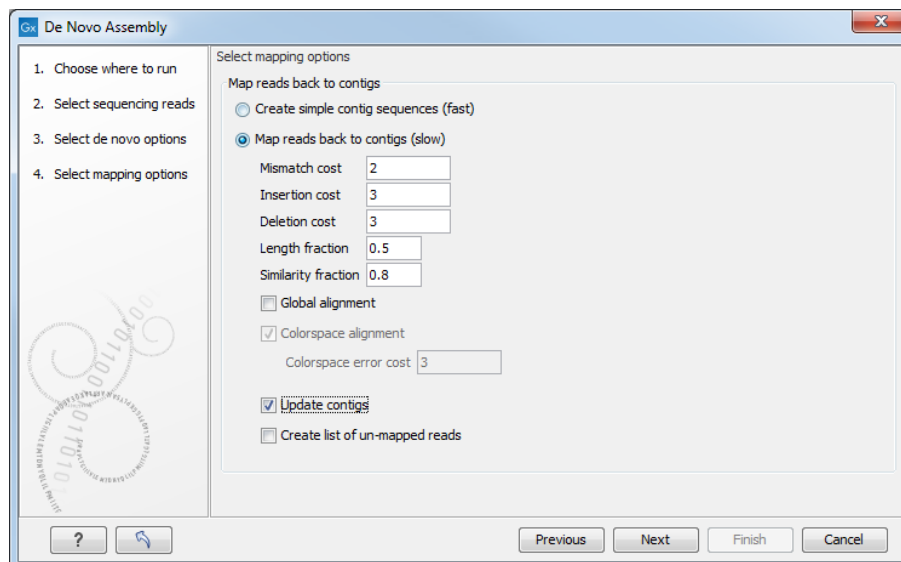 Gx De Novo Assembly
1. Choose where to run
2. Select sequencing reads
3. Select de novo options
4. Select mapping options
Select mapping options
Map reads back to contigs
Create simple contig sequences (fast)
Map reads back to contigs (slow)
Mismatch cost 2
Insertion cost 3
Deletion cost 3
Length fraction 0.5
Similarity fraction 0.8
Global alignment
Colorspace alignment
Colorspace error cost 3
Update contigs
Create list of un-mapped reads
? Previous Next Finish Cancel